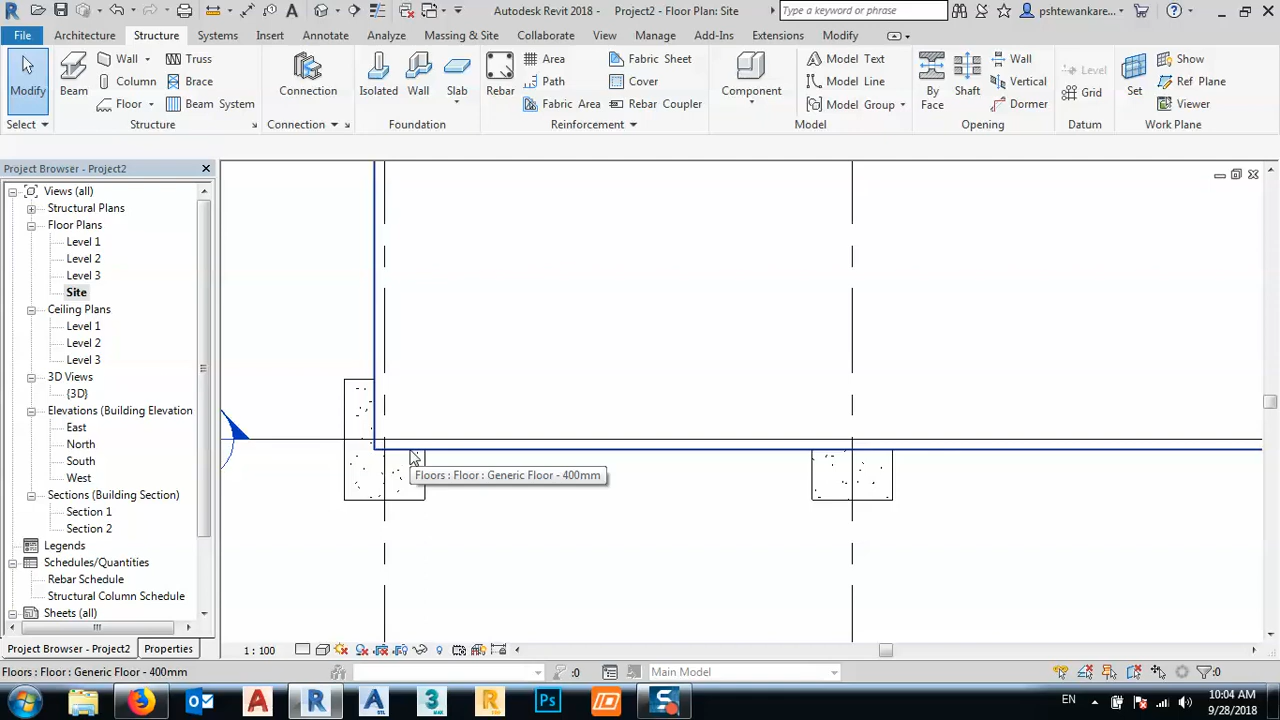 Autodesk Revit 2018 - Project2 - Floor Plan: Site
Type a keyword or phrase
pshtewankare...
File Architecture Structure Systems Insert Annotate Analyze Massing & Site Collaborate View Manage Add-Ins Extensions Modify
Modify
Select
Beam
Wall
Column
Floor
Truss
Brace
Beam System
Structure
Connection
Connection
Isolated
Wall
Slab
Foundation
Rebar
Area
Path
Fabric Area
Fabric Sheet
Cover
Rebar Coupler
Reinforcement
Component
Model Text
Model Line
Model Group
Model
By Face
Shaft
Wall
Vertical
Dormer
Opening
Level
Grid
Datum
Set
Show
Ref Plane
Viewer
Work Plane
Project Browser - Project2
Views (all)
Structural Plans
Floor Plans
Level 1
Level 2
Level 3
Site
Ceiling Plans
Level 1
Level 2
Level 3
3D Views
{3D}
Elevations (Building Elevation
East
North
South
West
Sections (Building Section)
Section 1
Section 2
Legends
Schedules/Quantities
Rebar Schedule
Structural Column Schedule
Sheets (all)
Project Browser - Project2 Properties
Floors : Floor : Generic Floor - 400mm
1 : 100
Floors : Floor : Generic Floor - 400mm
:0
Main Model
:0
EN
10:04 AM
9/28/2018